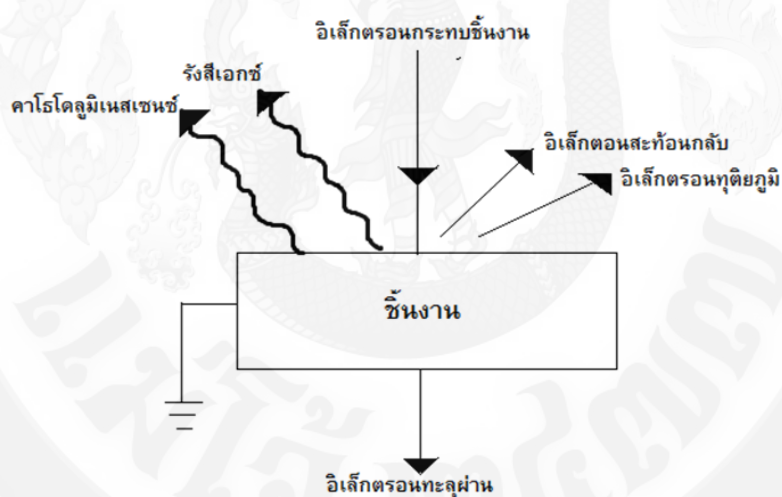 อิเล็กตรอนกระทบชิ้นงาน
รังสีเอกซ์
คาโธโดลูมิเนสเซนซ์
อิเล็กตอนสะท้อนกลับ
อิเล็กตรอนทุติยภูมิ
ชิ้นงาน
อิเล็กตรอนทะลุผ่าน